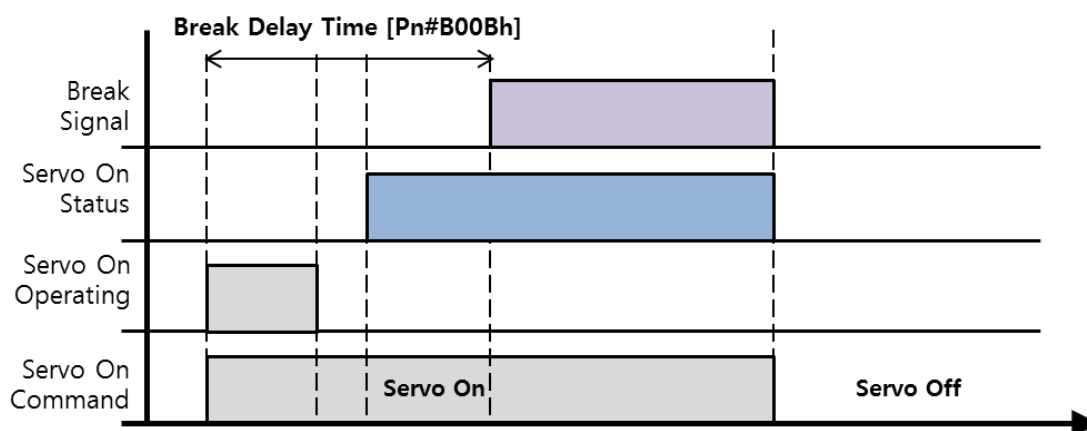 Break Delay Time [Pn#B00Bh]
Break
Signal
Servo On
Status
Servo On
Operating
Servo On
Command
Servo On
Servo Off